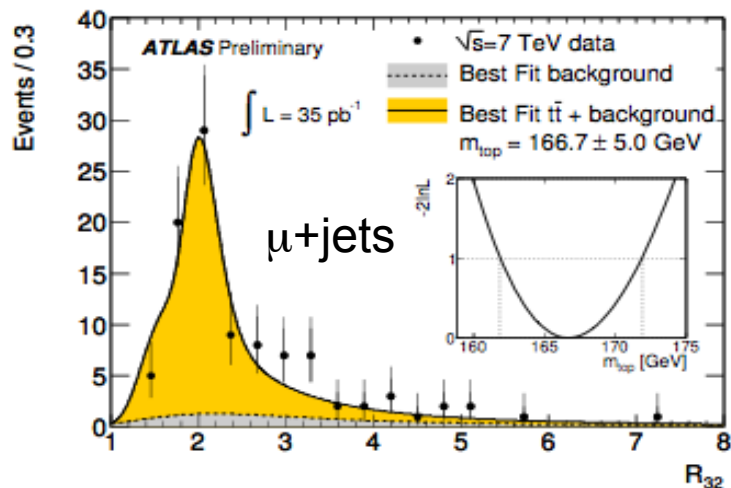 ATLAS Preliminary
√s=7 TeV data
Best Fit background
∫ L = 35 pb⁻¹
Best Fit tt̄ + background
m_top = 166.7 ± 5.0 GeV
μ+jets
Events / 0.3
40
35
30
25
20
15
10
5
0
1 2 3 4 5 6 7 8
R₃₂
-2lnL
2
1
0
160 165 170 175
m_top [GeV]